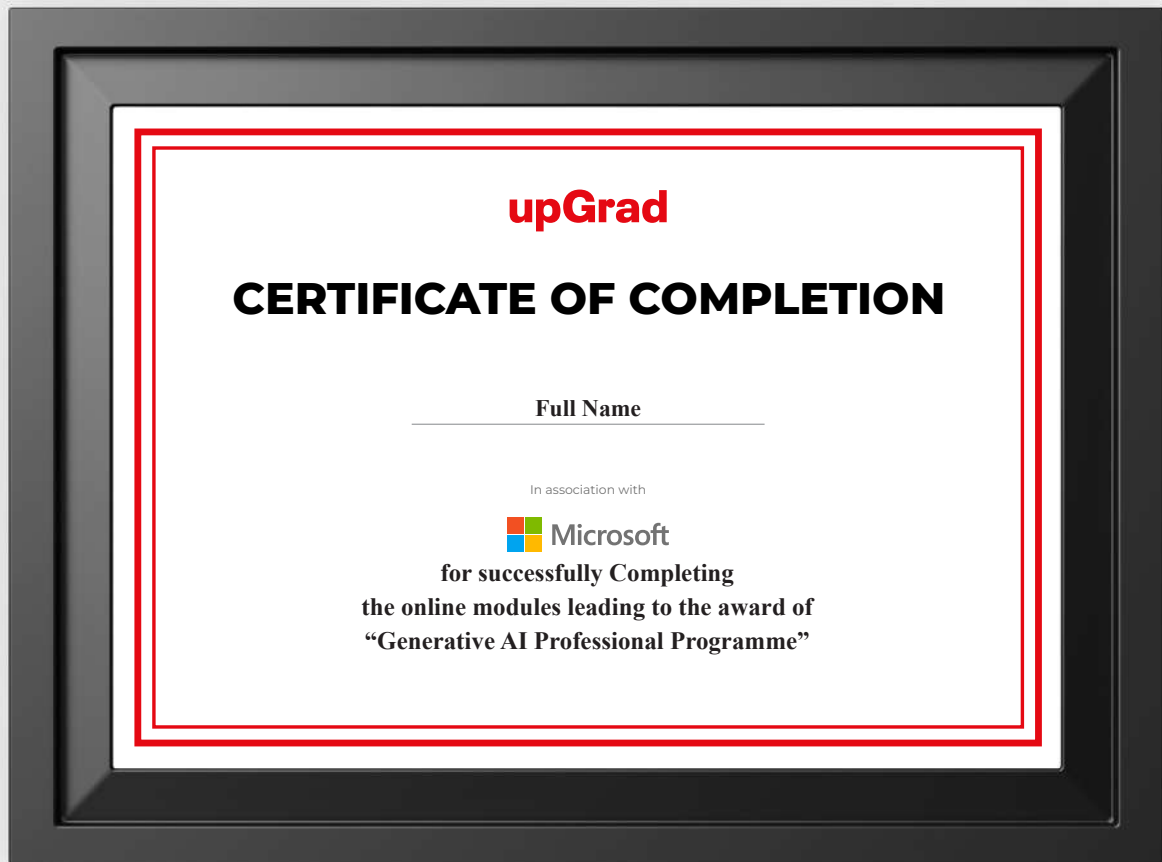 upGrad
CERTIFICATE OF COMPLETION
Full Name
In association with
Microsoft
for successfully Completing
the online modules leading to the award of
“Generative AI Professional Programme”